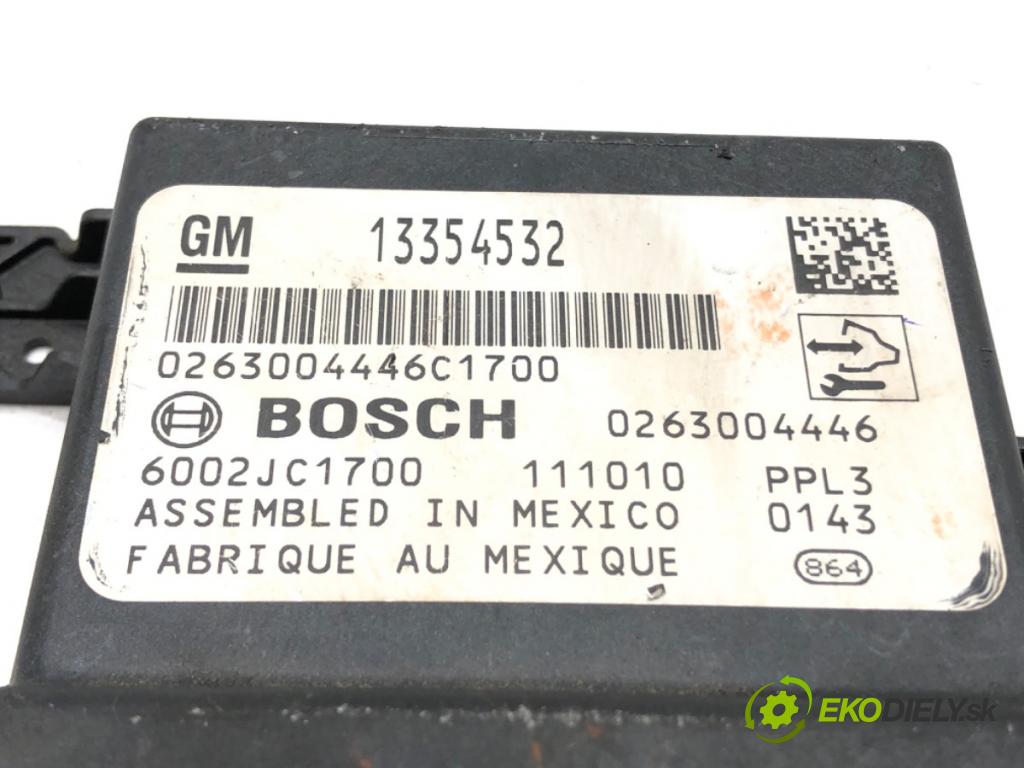 GM 13354532
0263004446C1700
BOSCH 0263004446
6002JC1700 111010 PPL3
ASSEMBLED IN MEXICO 0143
FABRIQUE AU MEXIQUE 864
EKODIELY.sk